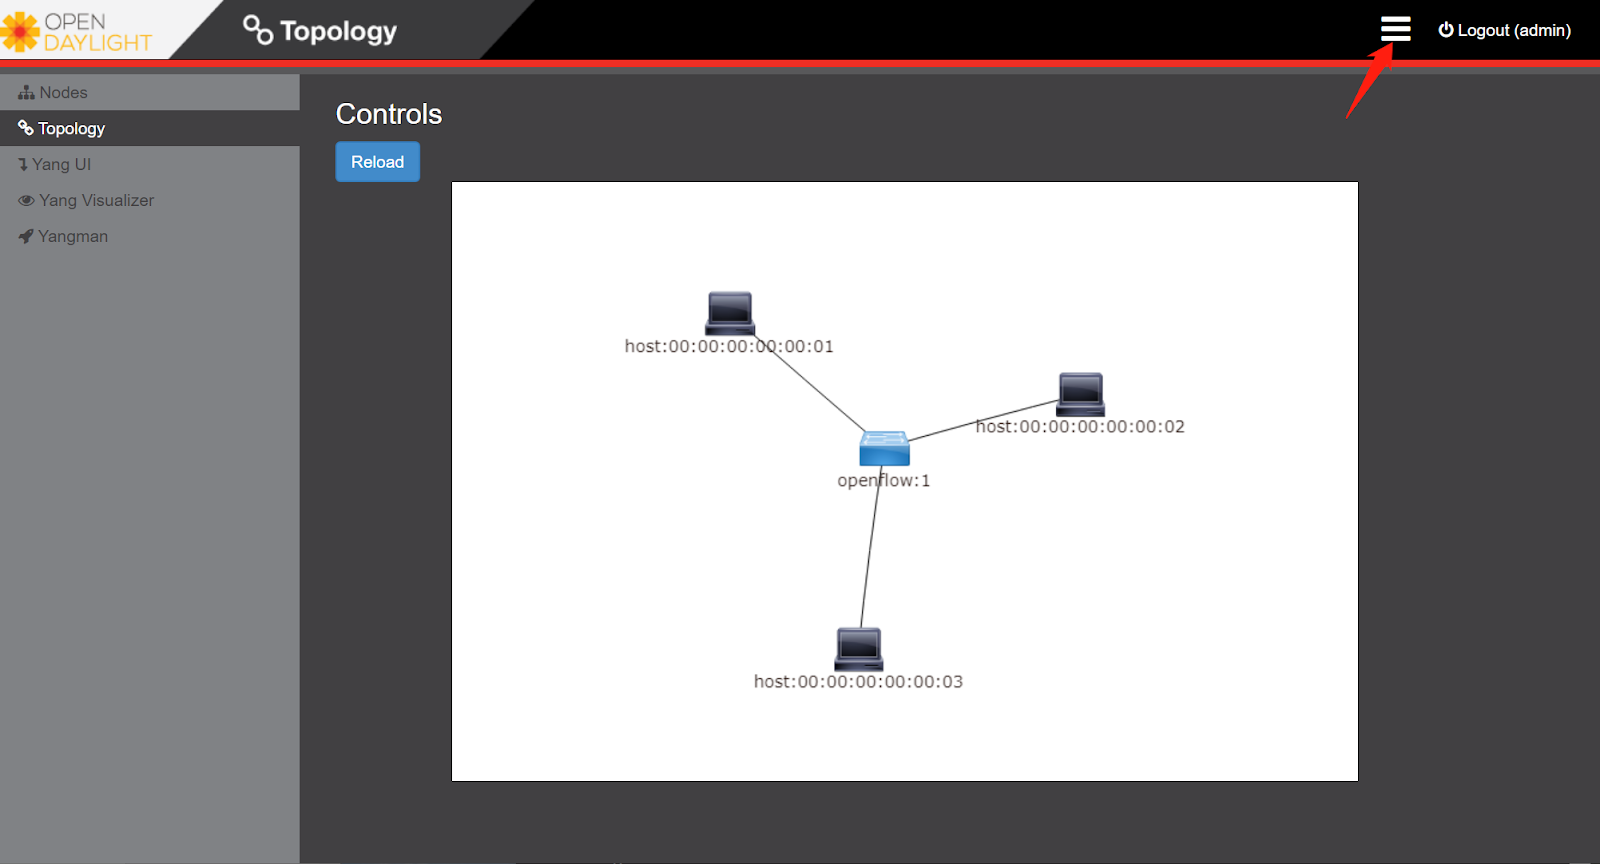 OPEN
DAYLIGHT
Topology
Logout (admin)
Nodes
Topology
Yang UI
Yang Visualizer
Yangman
Controls
Reload
host:00:00:00:00:00:01
host:00:00:00:00:00:02
openflow:1
host:00:00:00:00:00:03